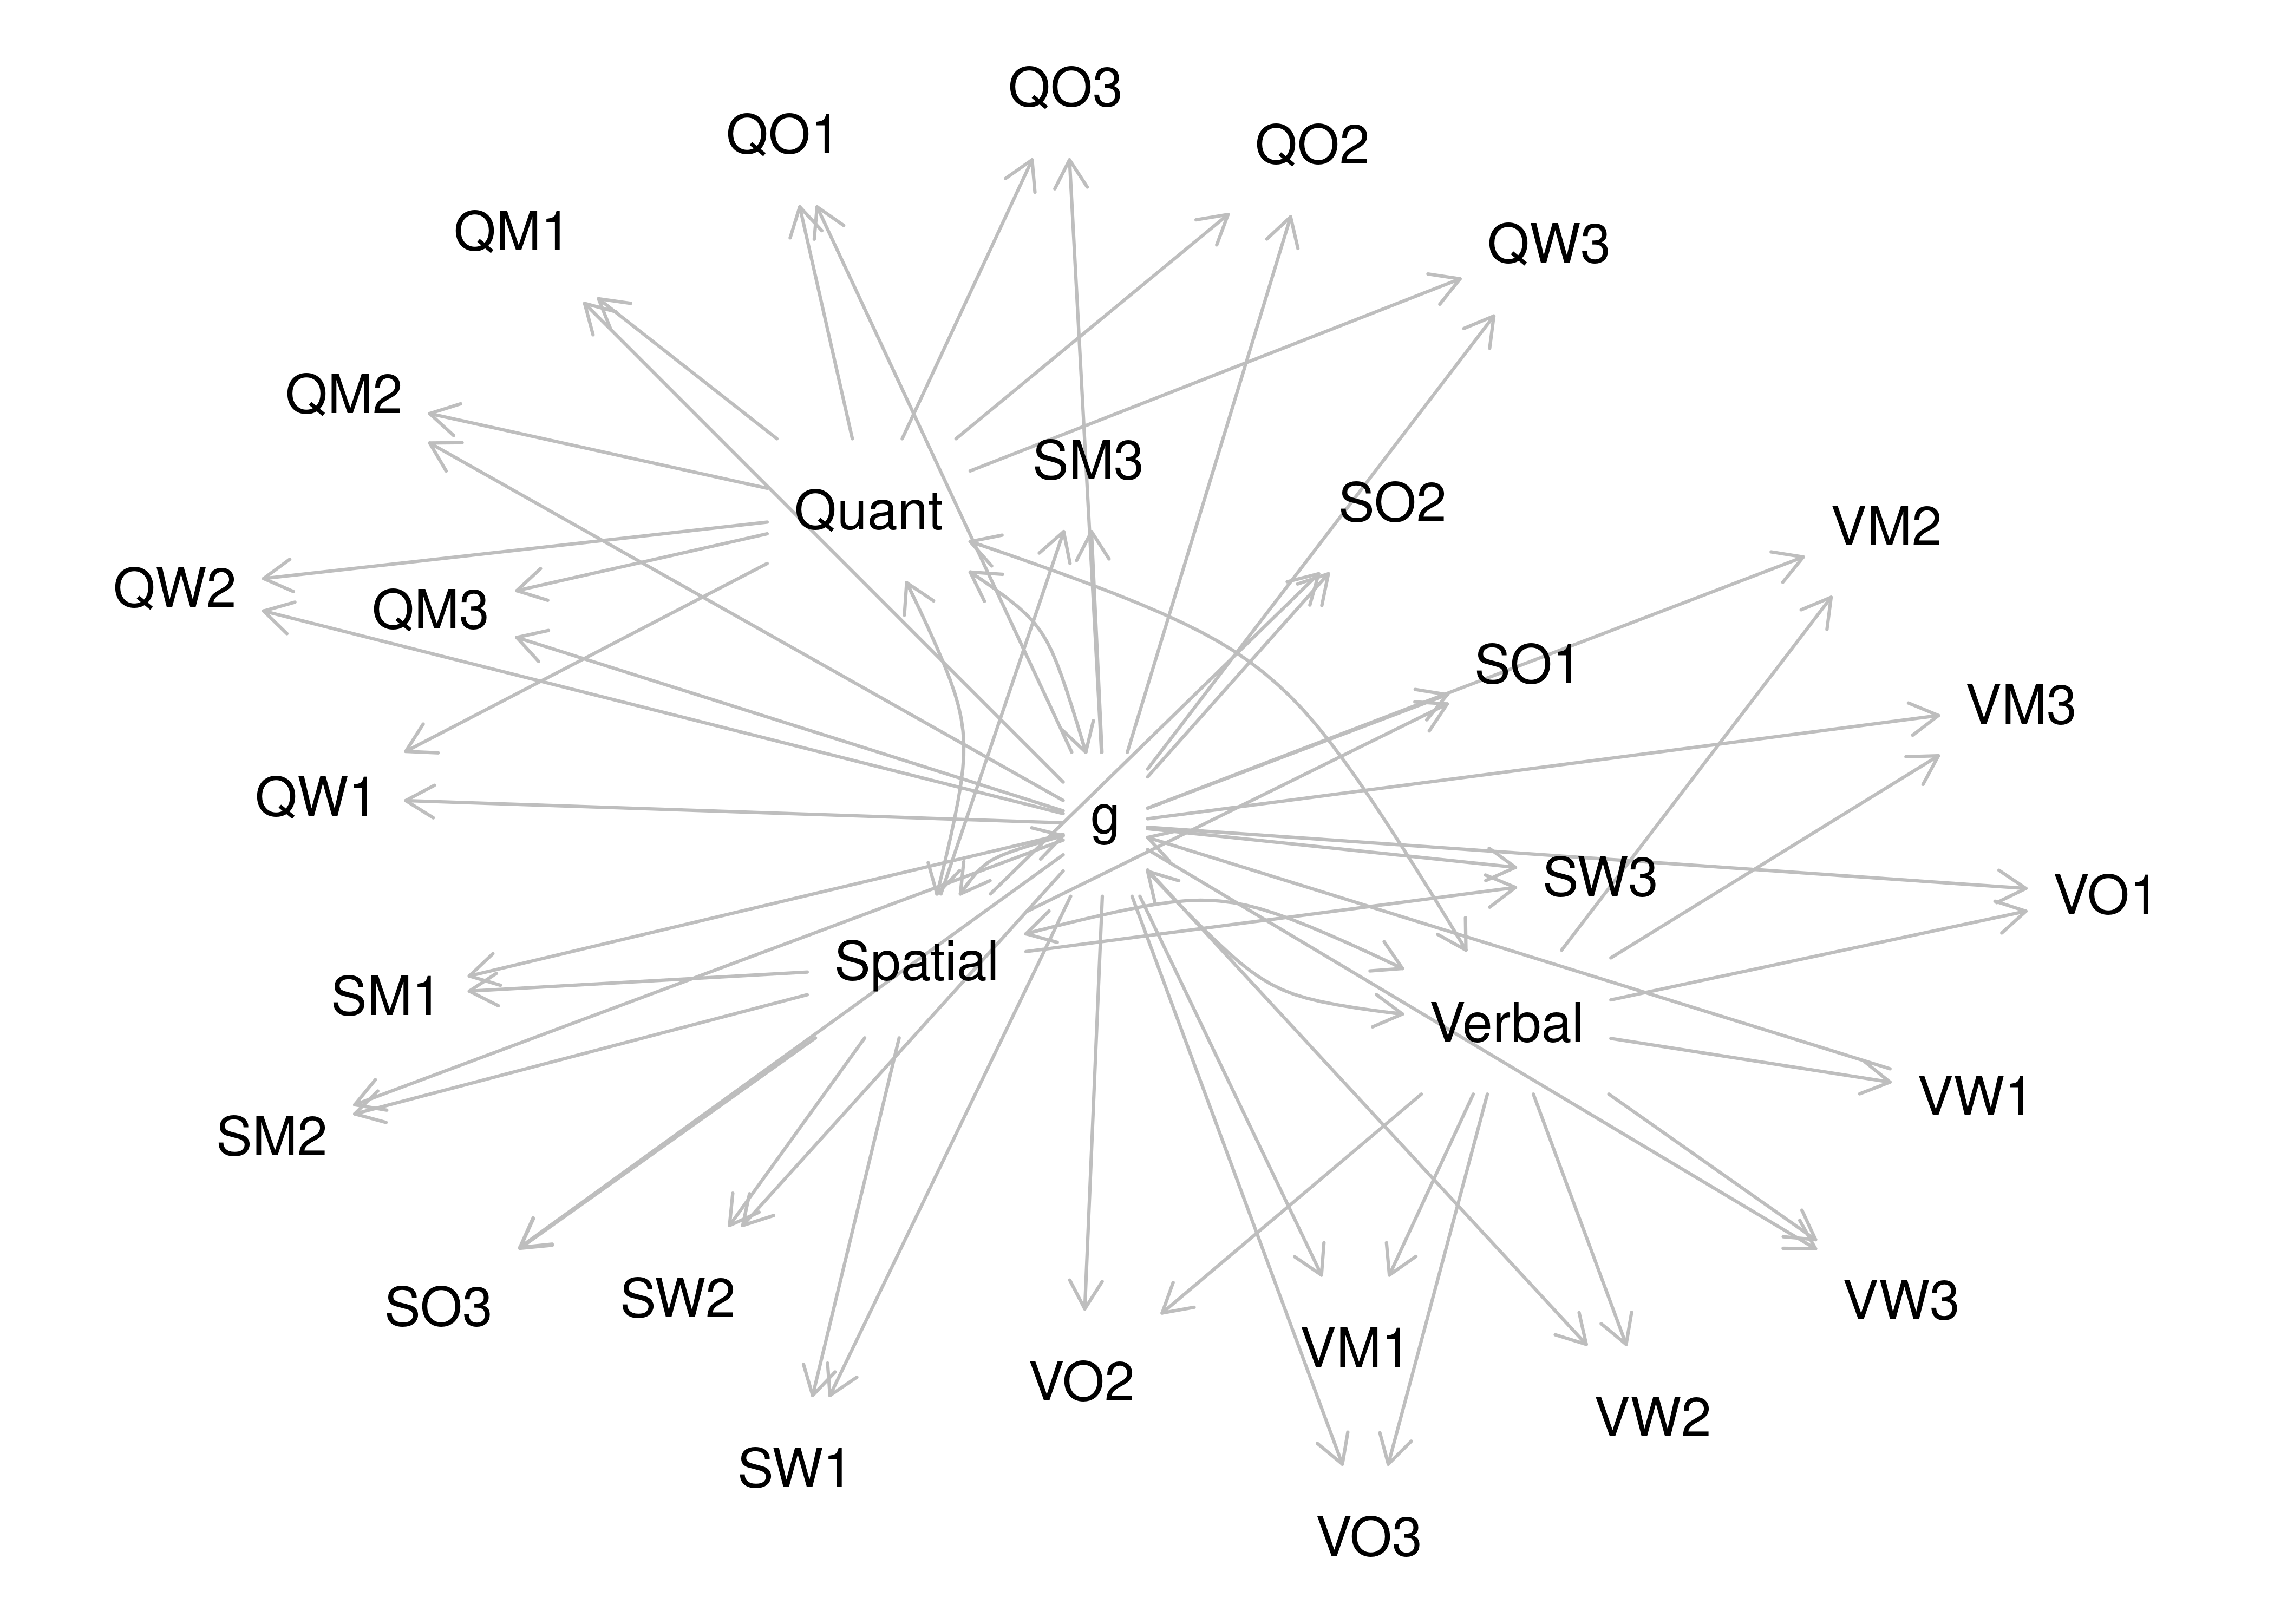 QO3
QO1
QO2
QM1
QW3
QM2
SM3
SO2
Quant
VM2
QW2
QM3
SO1
VM3
QW1
g
SW3
VO1
Spatial
SM1
Verbal
VW1
SM2
SW2
VW3
SO3
VM1
VO2
VW2
SW1
VO3